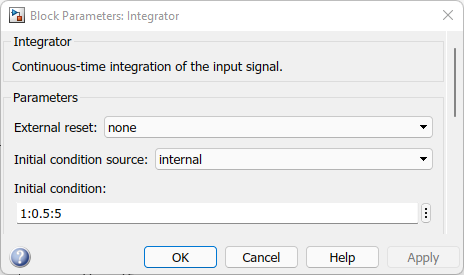 Block Parameters: Integrator
Integrator
Continuous-time integration of the input signal.
Parameters
External reset: none
Initial condition source: internal
Initial condition:
1:0.5:5
OK Cancel Help Apply